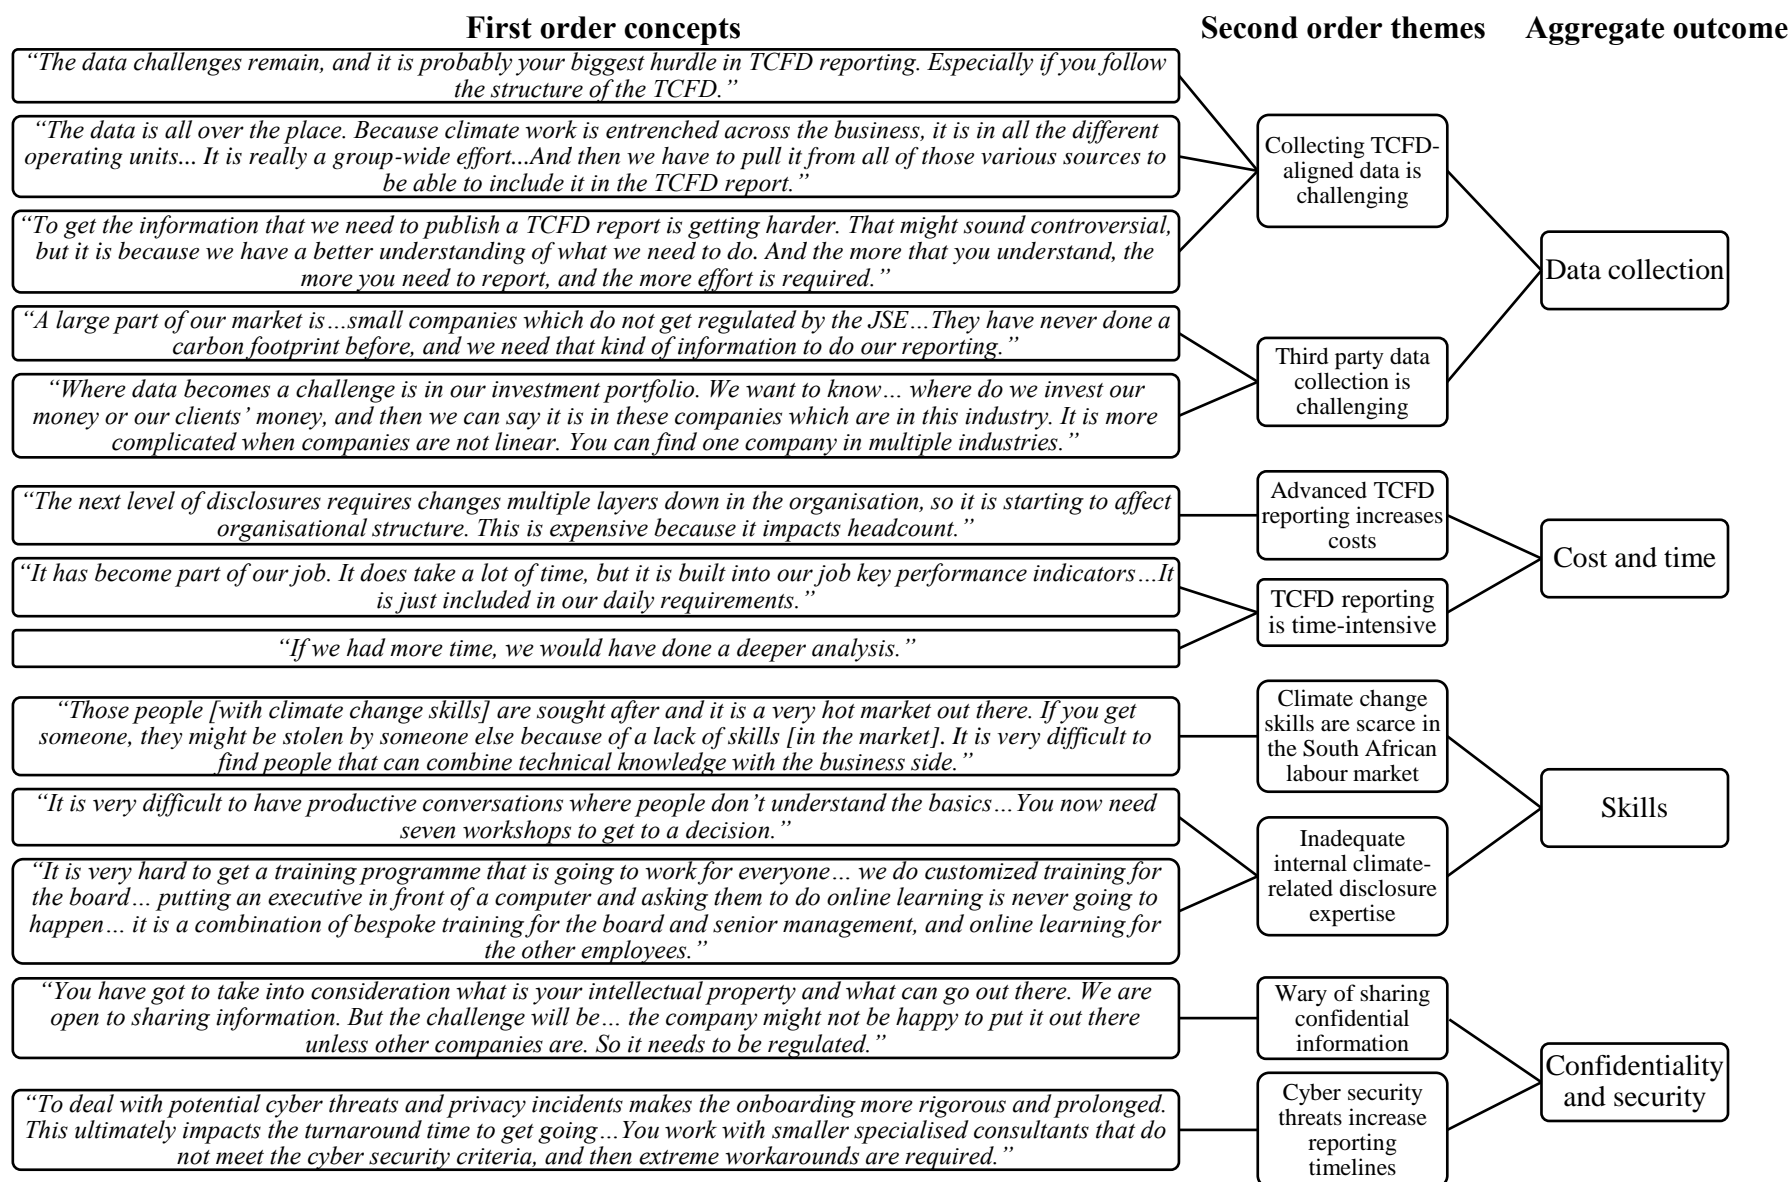 First order concepts
Second order themes
Aggregate outcome
“The data challenges remain, and it is probably your biggest hurdle in TCFD reporting. Especially if you follow
the structure of the TCFD.”
“The data is all over the place. Because climate work is entrenched across the business, it is in all the different
operating units... It is really a group-wide effort...And then we have to pull it from all of those various sources to
be able to include it in the TCFD report.”
“To get the information that we need to publish a TCFD report is getting harder. That might sound controversial,
but it is because we have a better understanding of what we need to do. And the more that you understand, the
more you need to report, and the more effort is required.”
Collecting TCFD-
aligned data is
challenging
“A large part of our market is…small companies which do not get regulated by the JSE…They have never done a
carbon footprint before, and we need that kind of information to do our reporting.”
“Where data becomes a challenge is in our investment portfolio. We want to know… where do we invest our
money or our clients’ money, and then we can say it is in these companies which are in this industry. It is more
complicated when companies are not linear. You can find one company in multiple industries.”
Third party data
collection is
challenging
Data collection
“The next level of disclosures requires changes multiple layers down in the organisation, so it is starting to affect
organisational structure. This is expensive because it impacts headcount.”
Advanced TCFD
reporting increases
costs
“It has become part of our job. It does take a lot of time, but it is built into our job key performance indicators…It
is just included in our daily requirements.”
“If we had more time, we would have done a deeper analysis.”
TCFD reporting
is time-intensive
Cost and time
“Those people [with climate change skills] are sought after and it is a very hot market out there. If you get
someone, they might be stolen by someone else because of a lack of skills [in the market]. It is very difficult to
find people that can combine technical knowledge with the business side.”
Climate change
skills are scarce in
the South African
labour market
“It is very difficult to have productive conversations where people don’t understand the basics…You now need
seven workshops to get to a decision.”
“It is very hard to get a training programme that is going to work for everyone… we do customized training for
the board… putting an executive in front of a computer and asking them to do online learning is never going to
happen… it is a combination of bespoke training for the board and senior management, and online learning for
the other employees.”
Inadequate
internal climate-
related disclosure
expertise
Skills
“You have got to take into consideration what is your intellectual property and what can go out there. We are
open to sharing information. But the challenge will be… the company might not be happy to put it out there
unless other companies are. So it needs to be regulated.”
Wary of sharing
confidential
information
“To deal with potential cyber threats and privacy incidents makes the onboarding more rigorous and prolonged.
This ultimately impacts the turnaround time to get going…You work with smaller specialised consultants that do
not meet the cyber security criteria, and then extreme workarounds are required.”
Cyber security
threats increase
reporting
timelines
Confidentiality
and security